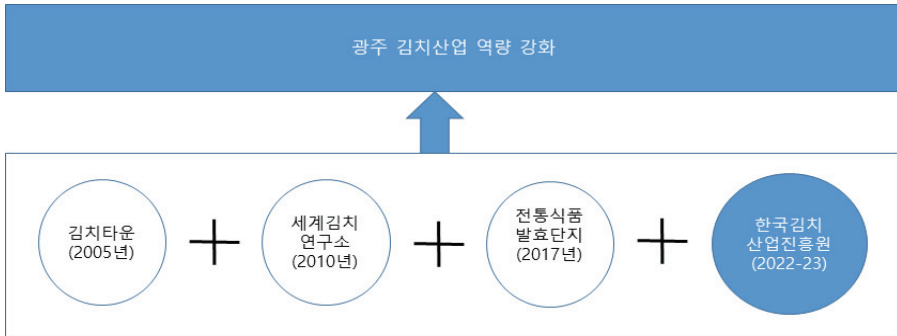 광주 김치산업 역량 강화
김치타운
(2005년)
세계김치
연구소
(2010년)
전통식품
발효단지
(2017년)
한국김치
산업진흥원
(2022-23)